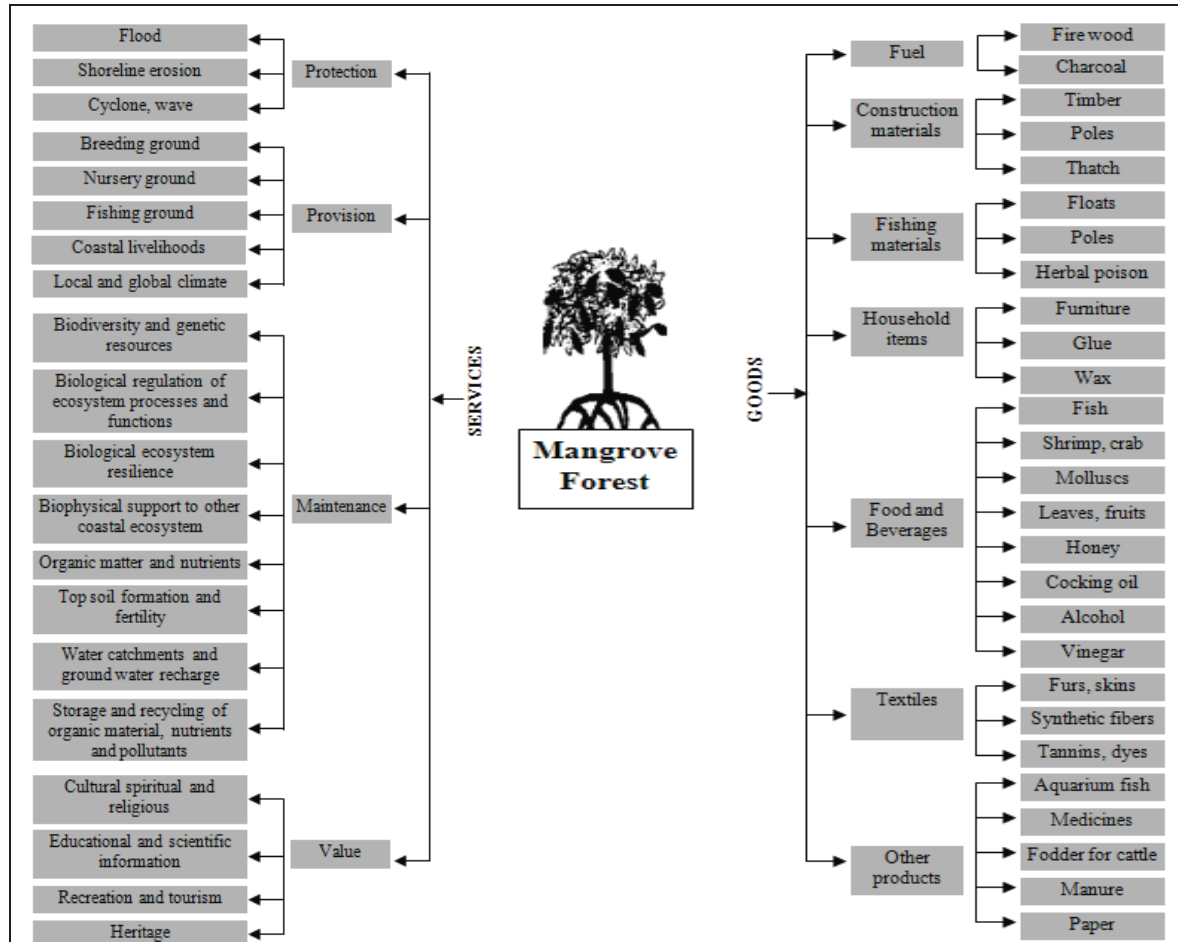 Flood
Shoreline erosion
Cyclone, wave
Protection
Breeding ground
Nursery ground
Fishing ground
Coastal livelihoods
Local and global climate
Provision
Biodiversity and genetic
resources
Biological regulation of
ecosystem processes and
functions
Biological ecosystem
resilience
Biophysical support to other
coastal ecosystem
Organic matter and nutrients
Top soil formation and
fertility
Water catchments and
ground water recharge
Storage and recycling of
organic material, nutrients
and pollutants
Maintenance
Cultural spiritual and
religious
Educational and scientific
information
Recreation and tourism
Heritage
Value
SERVICES
Mangrove
Forest
GOODS
Fuel
Fire wood
Charcoal
Construction
materials
Timber
Poles
Thatch
Fishing
materials
Floats
Poles
Herbal poison
Household
items
Furniture
Glue
Wax
Food and
Beverages
Fish
Shrimp, crab
Molluscs
Leaves, fruits
Honey
Cocking oil
Alcohol
Vinegar
Textiles
Furs, skins
Synthetic fibers
Tannins, dyes
Other
products
Aquarium fish
Medicines
Fodder for cattle
Manure
Paper